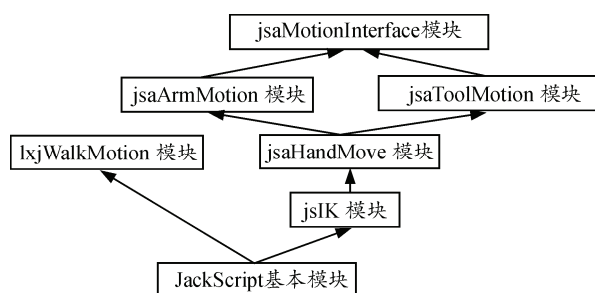 jsaMotionInterface模块
jsaArmMotion 模块
jsaToolMotion 模块
lxjWalkMotion 模块
jsaHandMove 模块
jsIK 模块
JackScript基本模块